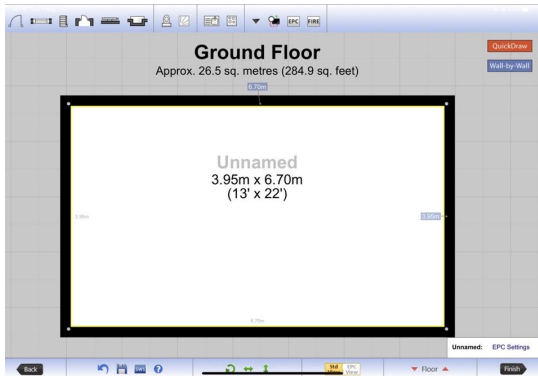 EPC
FIRE
Ground Floor
Approx. 26.5 sq. metres (284.9 sq. feet)
QuickDraw
Wall-by-Wall
6.70m
Unnamed
3.95m x 6.70m
(13' x 22')
3.95m
6.70m
Unnamed: EPC Settings
Back
SWS
Std View
EPC View
Floor
Finish